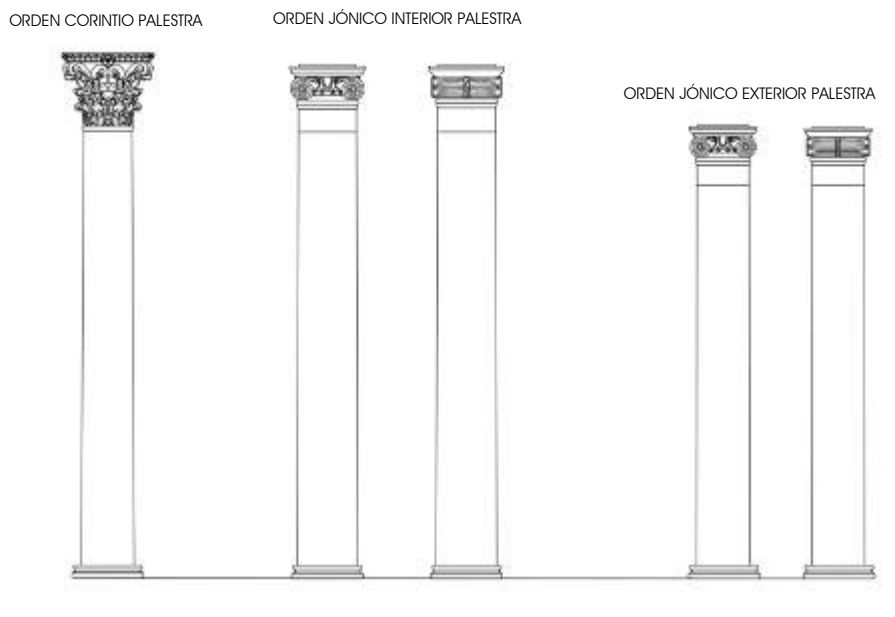 ORDEN CORINTIO PALESTRA
ORDEN JÓNICO INTERIOR PALESTRA
ORDEN JÓNICO EXTERIOR PALESTRA